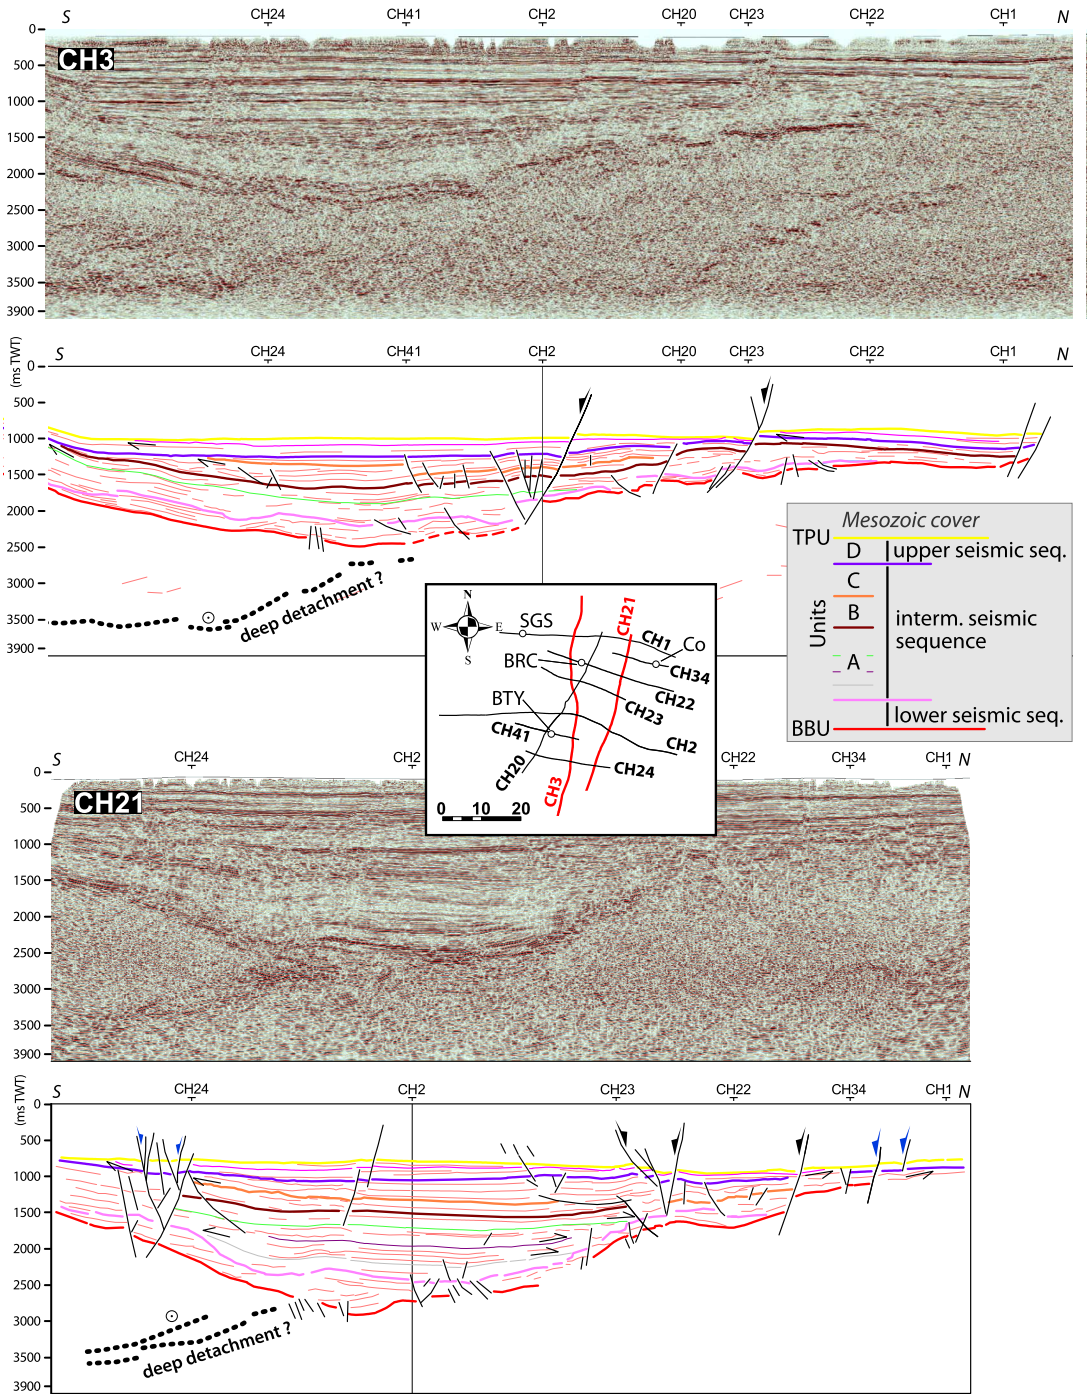 S CH24 CH41 CH2 CH20 CH23 CH22 CH1 N
0
CH3
500
1000
1500
2000
2500
3000
3500
3900
(ms TWT)
S CH24 CH41 CH2 CH20 CH23 CH22 CH1 N
0
500
1000
1500
2000
2500
3000
3500
3900
deep detachment ?
Mesozoic cover
TPU
D upper seismic seq.
C
Units
B interm. seismic
sequence
A
lower seismic seq.
BBU
N
W E
S
SGS
CH21
CH1
Co
BRC
CH34
CH22
BTY
CH23
CH41
CH2
CH20
CH24
CH3
0 10 20
S CH24 CH2 CH22 CH34 CH1 N
0
CH21
500
1000
1500
2000
2500
3000
3500
3900
(ms TWT)
S CH24 CH2 CH23 CH22 CH34 CH1 N
0
500
1000
1500
2000
2500
3000
3500
3900
deep detachment ?